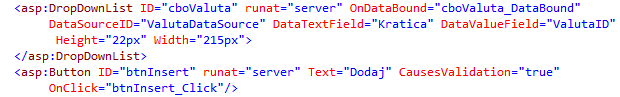 <asp:DropDownList ID="cboValuta" runat="server" OnDataBound="cboValuta_DataBound"
DataSourceID="ValutaDataSource" DataTextField="Kratica" DataValueField="ValutaID"
Height="22px" Width="215px">
</asp:DropDownList>
<asp:Button ID="btnInsert" runat="server" Text="Dodaj" CausesValidation="true"
OnClick="btnInsert_Click"/>